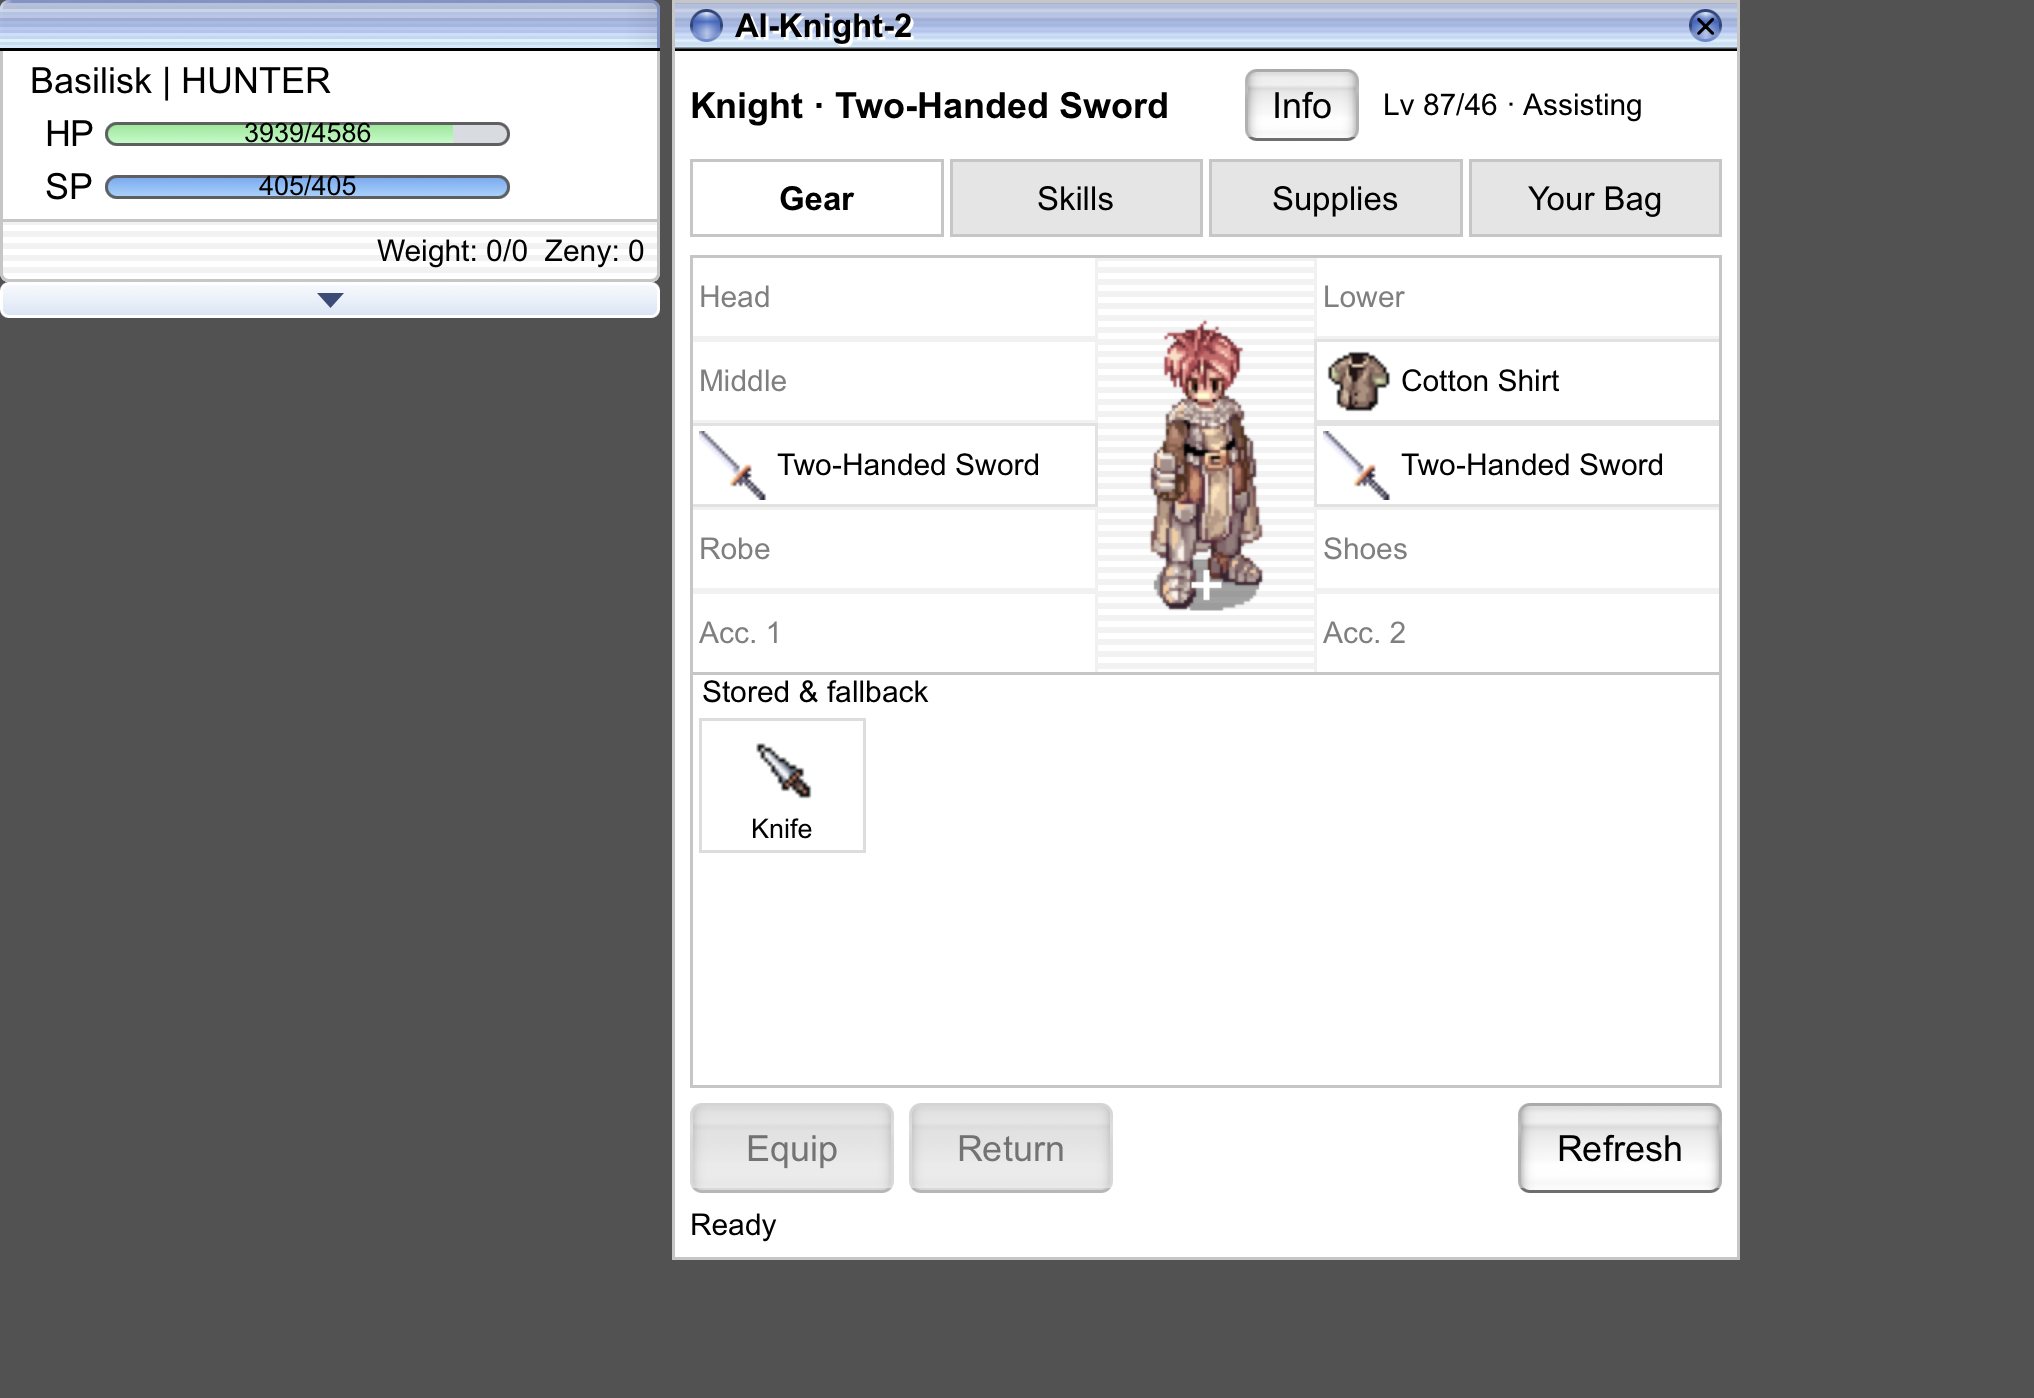 Basilisk | HUNTER
HP 3939/4586
SP 405/405
Weight: 0/0 Zeny: 0
AI-Knight-2
Knight · Two-Handed Sword
Info
Lv 87/46 · Assisting
Gear
Skills
Supplies
Your Bag
Head
Lower
Middle
Cotton Shirt
Two-Handed Sword
Two-Handed Sword
Robe
Shoes
Acc. 1
Acc. 2
Stored & fallback
Knife
Equip
Return
Refresh
Ready